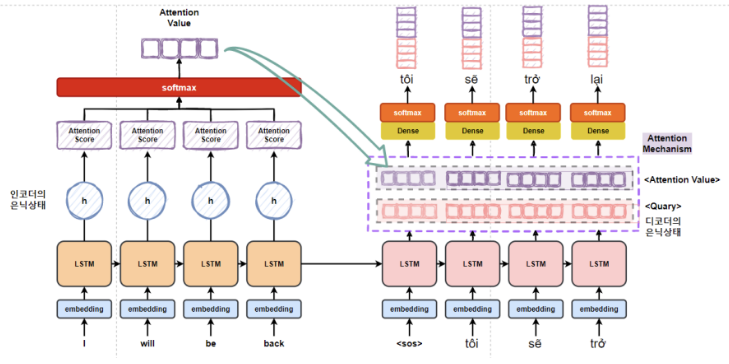 Attention
Value
softmax
Attention
Score
Attention
Score
Attention
Score
Attention
Score
인코더의
은닉상태
h
h
h
h
LSTM
LSTM
LSTM
LSTM
embedding
embedding
embedding
embedding
I
will
be
back
tôi
sẽ
trở
lại
softmax
softmax
softmax
softmax
Dense
Dense
Dense
Dense
Attention
Mechanism
<Attention Value>
<Quary>
디코더의
은닉상태
LSTM
LSTM
LSTM
LSTM
embedding
embedding
embedding
embedding
<sos>
tôi
sẽ
trở